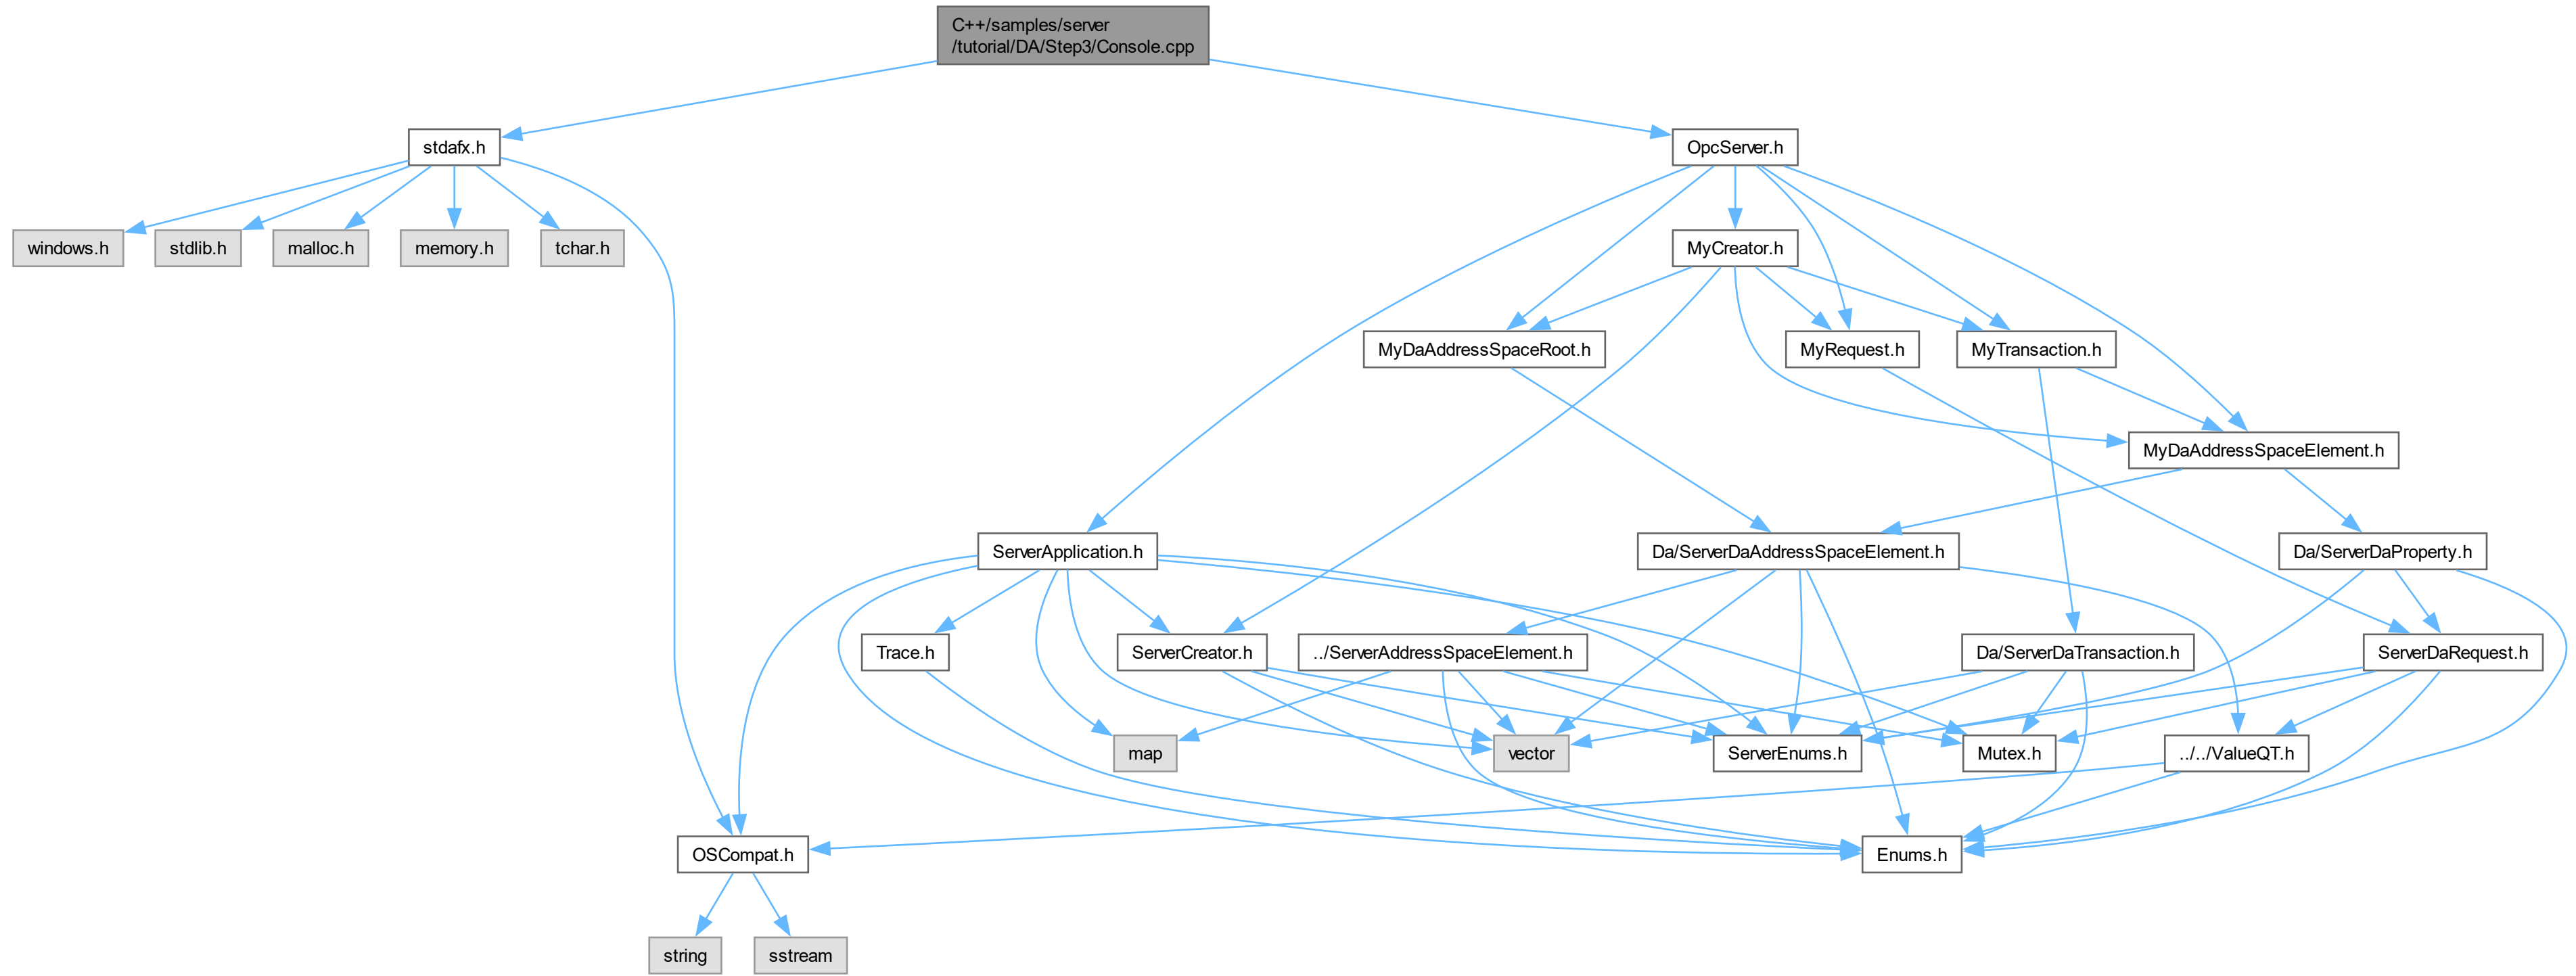 C++/samples/server
/tutorial/DA/Step3/Console.cpp
stdafx.h
OpcServer.h
windows.h
stdlib.h
malloc.h
memory.h
tchar.h
MyCreator.h
MyDaAddressSpaceRoot.h
MyRequest.h
MyTransaction.h
MyDaAddressSpaceElement.h
ServerApplication.h
Da/ServerDaAddressSpaceElement.h
Da/ServerDaProperty.h
Trace.h
ServerCreator.h
../ServerAddressSpaceElement.h
Da/ServerDaTransaction.h
ServerDaRequest.h
map
vector
ServerEnums.h
Mutex.h
../../ValueQT.h
OSCompat.h
Enums.h
string
sstream